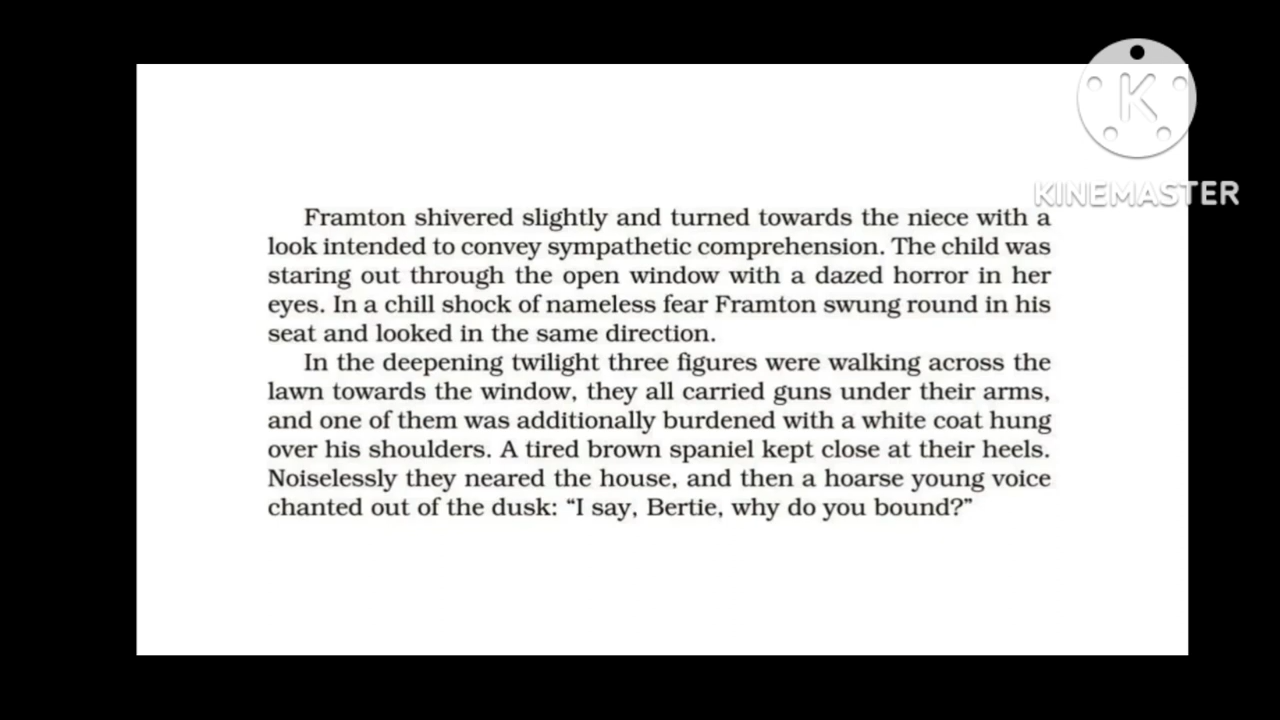 K
KINEMASTER
Framton shivered slightly and turned towards the niece with a
look intended to convey sympathetic comprehension. The child was
staring out through the open window with a dazed horror in her
eyes. In a chill shock of nameless fear Framton swung round in his
seat and looked in the same direction.
In the deepening twilight three figures were walking across the
lawn towards the window, they all carried guns under their arms,
and one of them was additionally burdened with a white coat hung
over his shoulders. A tired brown spaniel kept close at their heels.
Noiselessly they neared the house, and then a hoarse young voice
chanted out of the dusk: “I say, Bertie, why do you bound?”